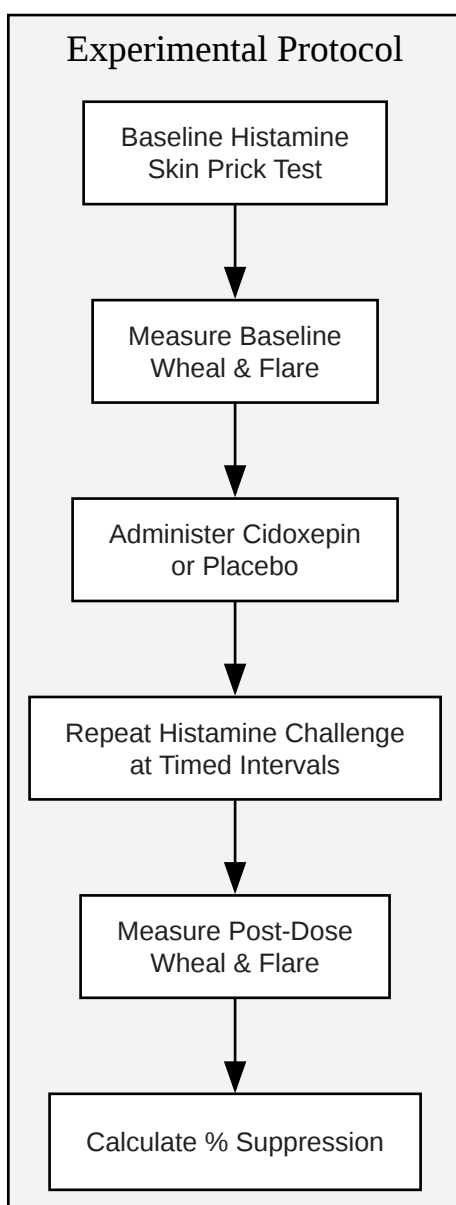 Experimental Protocol
Baseline Histamine
Skin Prick Test
Measure Baseline
Wheal & Flare
Administer Cidoxepin
or Placebo
Repeat Histamine Challenge
at Timed Intervals
Measure Post-Dose
Wheal & Flare
Calculate % Suppression